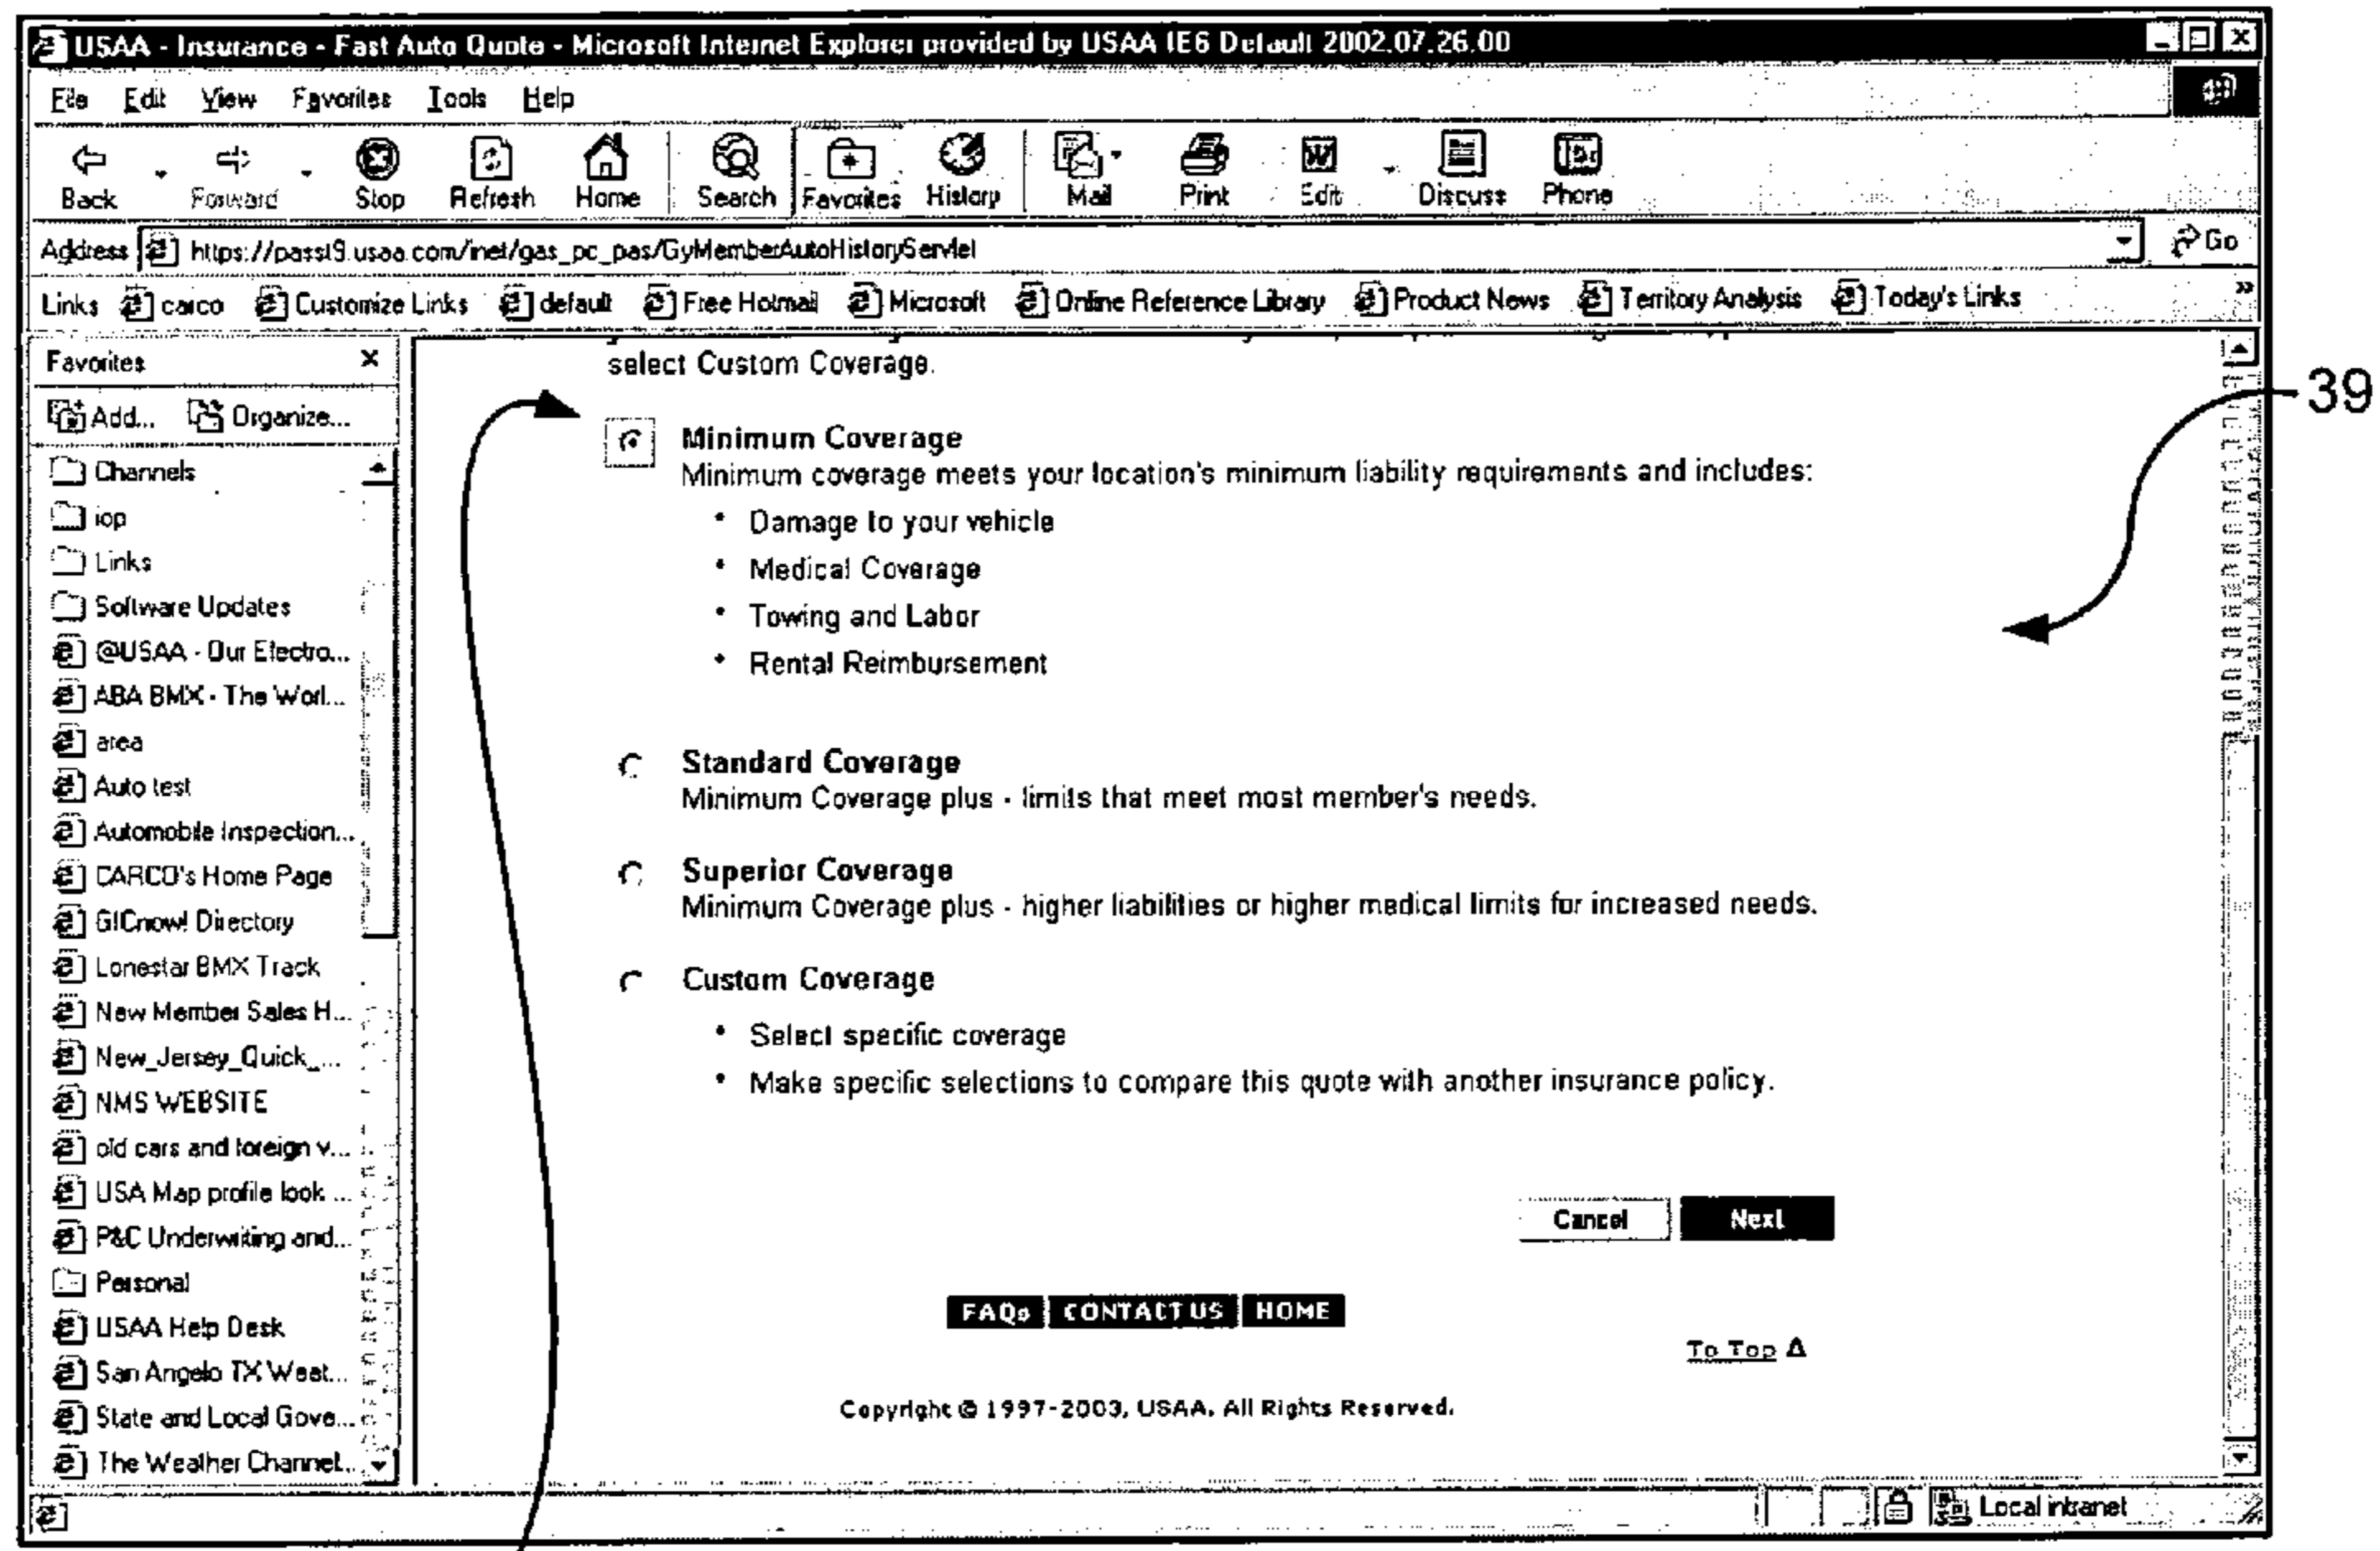 USAA - Insurance - Fast Auto Quote - Microsoft Internet Explorer provided by USAA IE6 Default 2002.07.26.00
File Edit View Favorites Tools Help
Back Forward Stop Refresh Home Search Favorites History Mail Print Edit Discuss Phone
Address https://passt9.usaa.com/inet/gas_pc_pas/GyMemberAutoHistoryServlet Go
Links carco Customize Links default Free Hotmail Microsoft Online Reference Library Product News Territory Analysis Today's Links »
Favorites x
Add... Organize...
Channels
iop
Links
Software Updates
@USAA - Our Electro...
ABA BMX - The Worl...
area
Auto test
Automobile Inspection...
CARCO's Home Page
GICnow! Directory
Lonestar BMX Track
New Member Sales H...
New_Jersey_Quick_...
NMS WEBSITE
old cars and foreign v...
USA Map profile look ...
P&C Underwriting and...
Personal
USAA Help Desk
San Angelo TX Weat...
State and Local Gove...
The Weather Channel...
select Custom Coverage.
Minimum Coverage
Minimum coverage meets your location's minimum liability requirements and includes:
• Damage to your vehicle
• Medical Coverage
• Towing and Labor
• Rental Reimbursement
Standard Coverage
Minimum Coverage plus - limits that meet most member's needs.
Superior Coverage
Minimum Coverage plus - higher liabilities or higher medical limits for increased needs.
Custom Coverage
• Select specific coverage
• Make specific selections to compare this quote with another insurance policy.
Cancel Next
FAQs CONTACT US HOME
To Top Δ
Copyright © 1997-2003, USAA. All Rights Reserved.
Local intranet
39